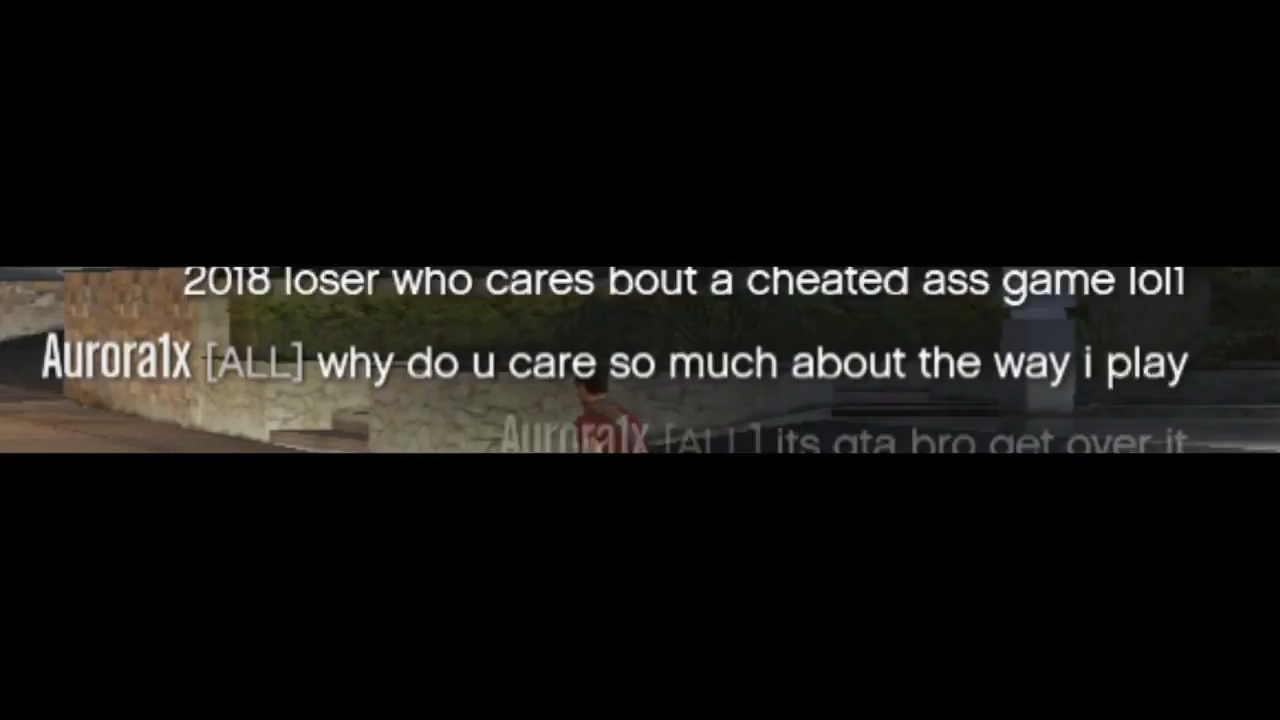 2018 loser who cares bout a cheated ass game lol1
Aurora1x [ALL] why do u care so much about the way i play
Aurora1x [ALL] its gta bro get over it